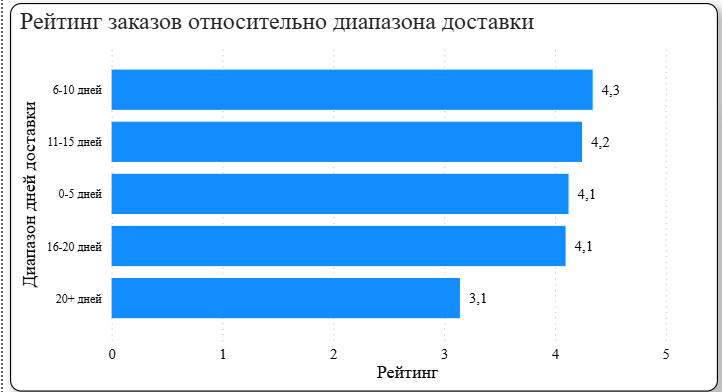 Рейтинг заказов относительно диапазона доставки
Диапазон дней доставки
6-10 дней 4,3
11-15 дней 4,2
0-5 дней 4,1
16-20 дней 4,1
20+ дней 3,1
0 1 2 3 4 5
Рейтинг